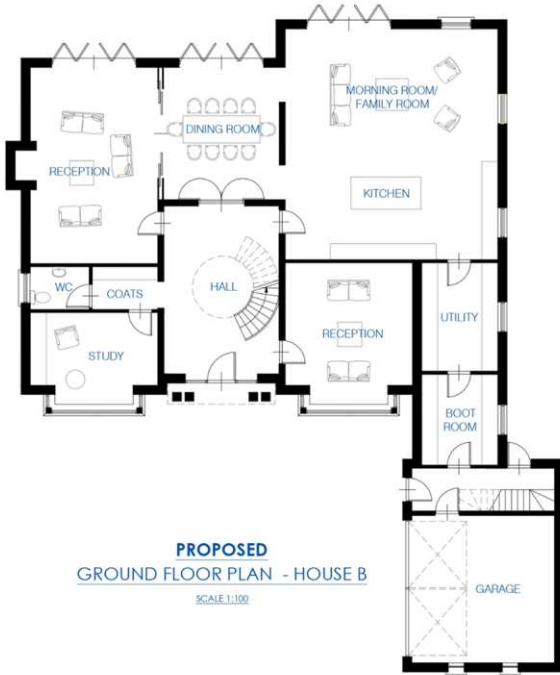 MORNING ROOM/
FAMILY ROOM
DINING ROOM
RECEPTION
KITCHEN
WC
COATS
HALL
UTILITY
RECEPTION
STUDY
BOOT
ROOM
PROPOSED
GROUND FLOOR PLAN - HOUSE B
SCALE 1:100
GARAGE